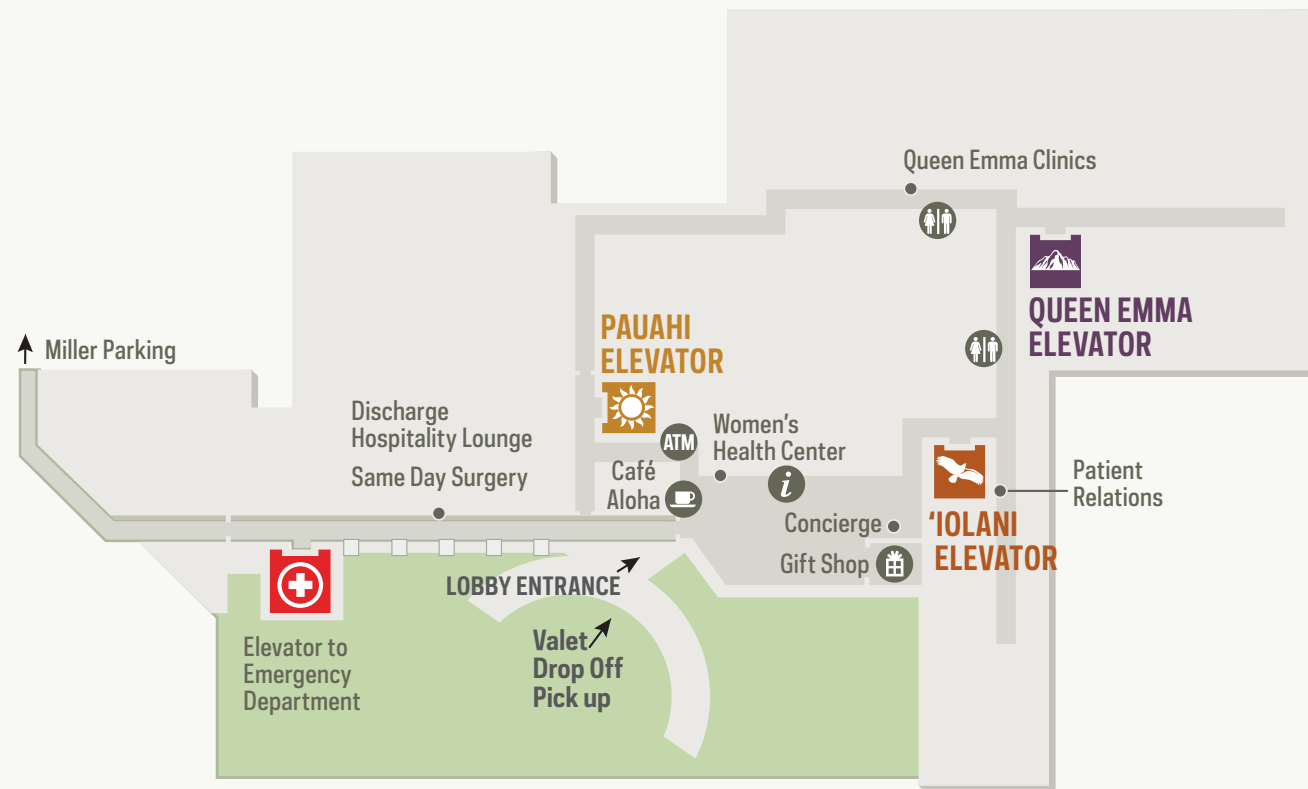 Queen Emma Clinics
QUEEN EMMA
ELEVATOR
PAUAHI
ELEVATOR
Miller Parking
Discharge
Hospitality Lounge
Same Day Surgery
ATM
Women's
Health Center
i
Café
Aloha
Patient
Relations
Concierge
Gift Shop
‘IOLANI
ELEVATOR
LOBBY ENTRANCE
Valet
Drop Off
Pick up
Elevator to
Emergency
Department